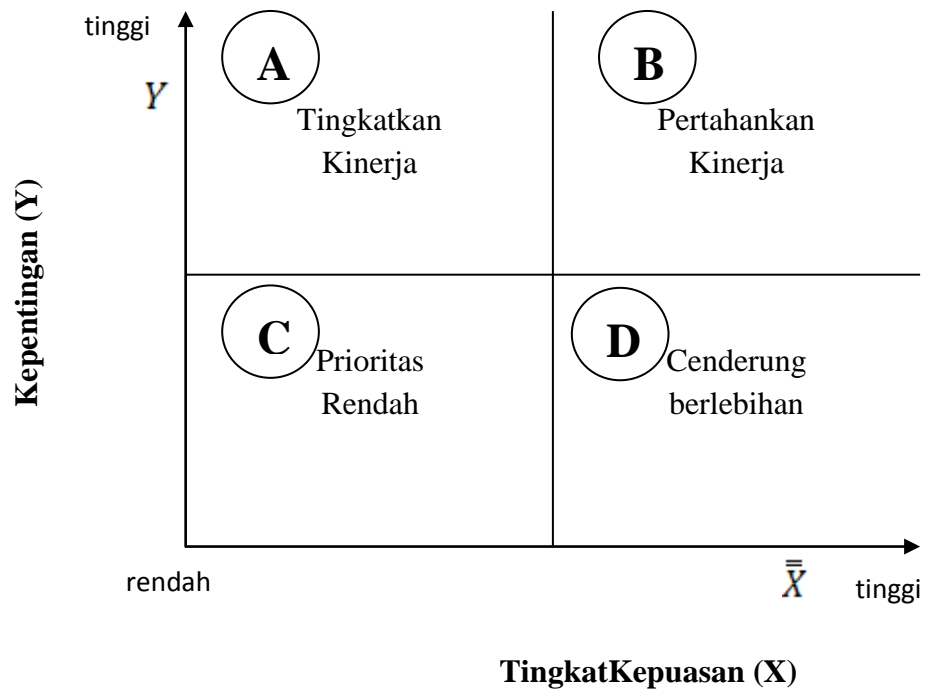 tinggi
Y
A
Tingkatkan
Kinerja
B
Pertahankan
Kinerja
Kepentingan (Y)
C
Prioritas
Rendah
D
Cenderung
berlebihan
rendah
X̿
tinggi
TingkatKepuasan (X)